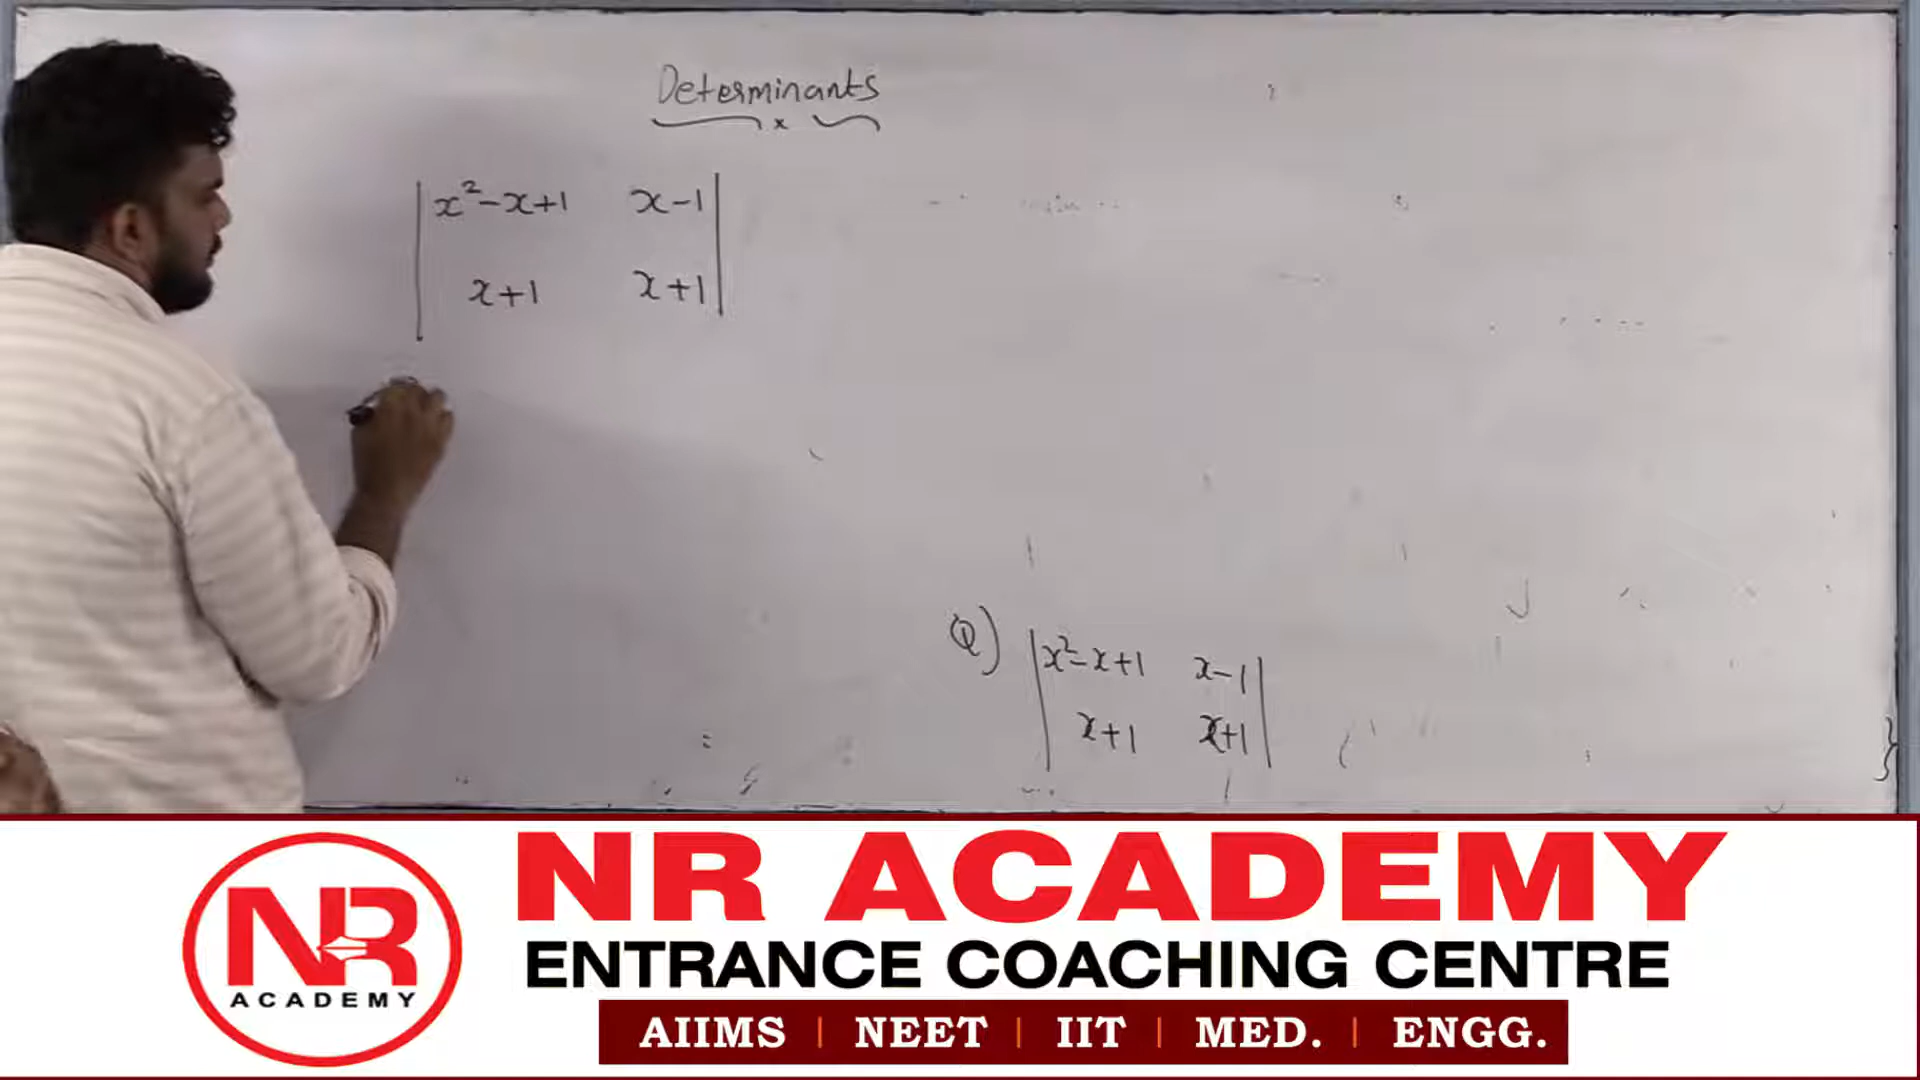 Determinants
x²-x+1 x-1
x+1 x+1
Q) x²-x+1 x-1
x+1 x+1
NR
ACADEMY
NR ACADEMY
ENTRANCE COACHING CENTRE
AIIMS | NEET | IIT | MED. | ENGG.